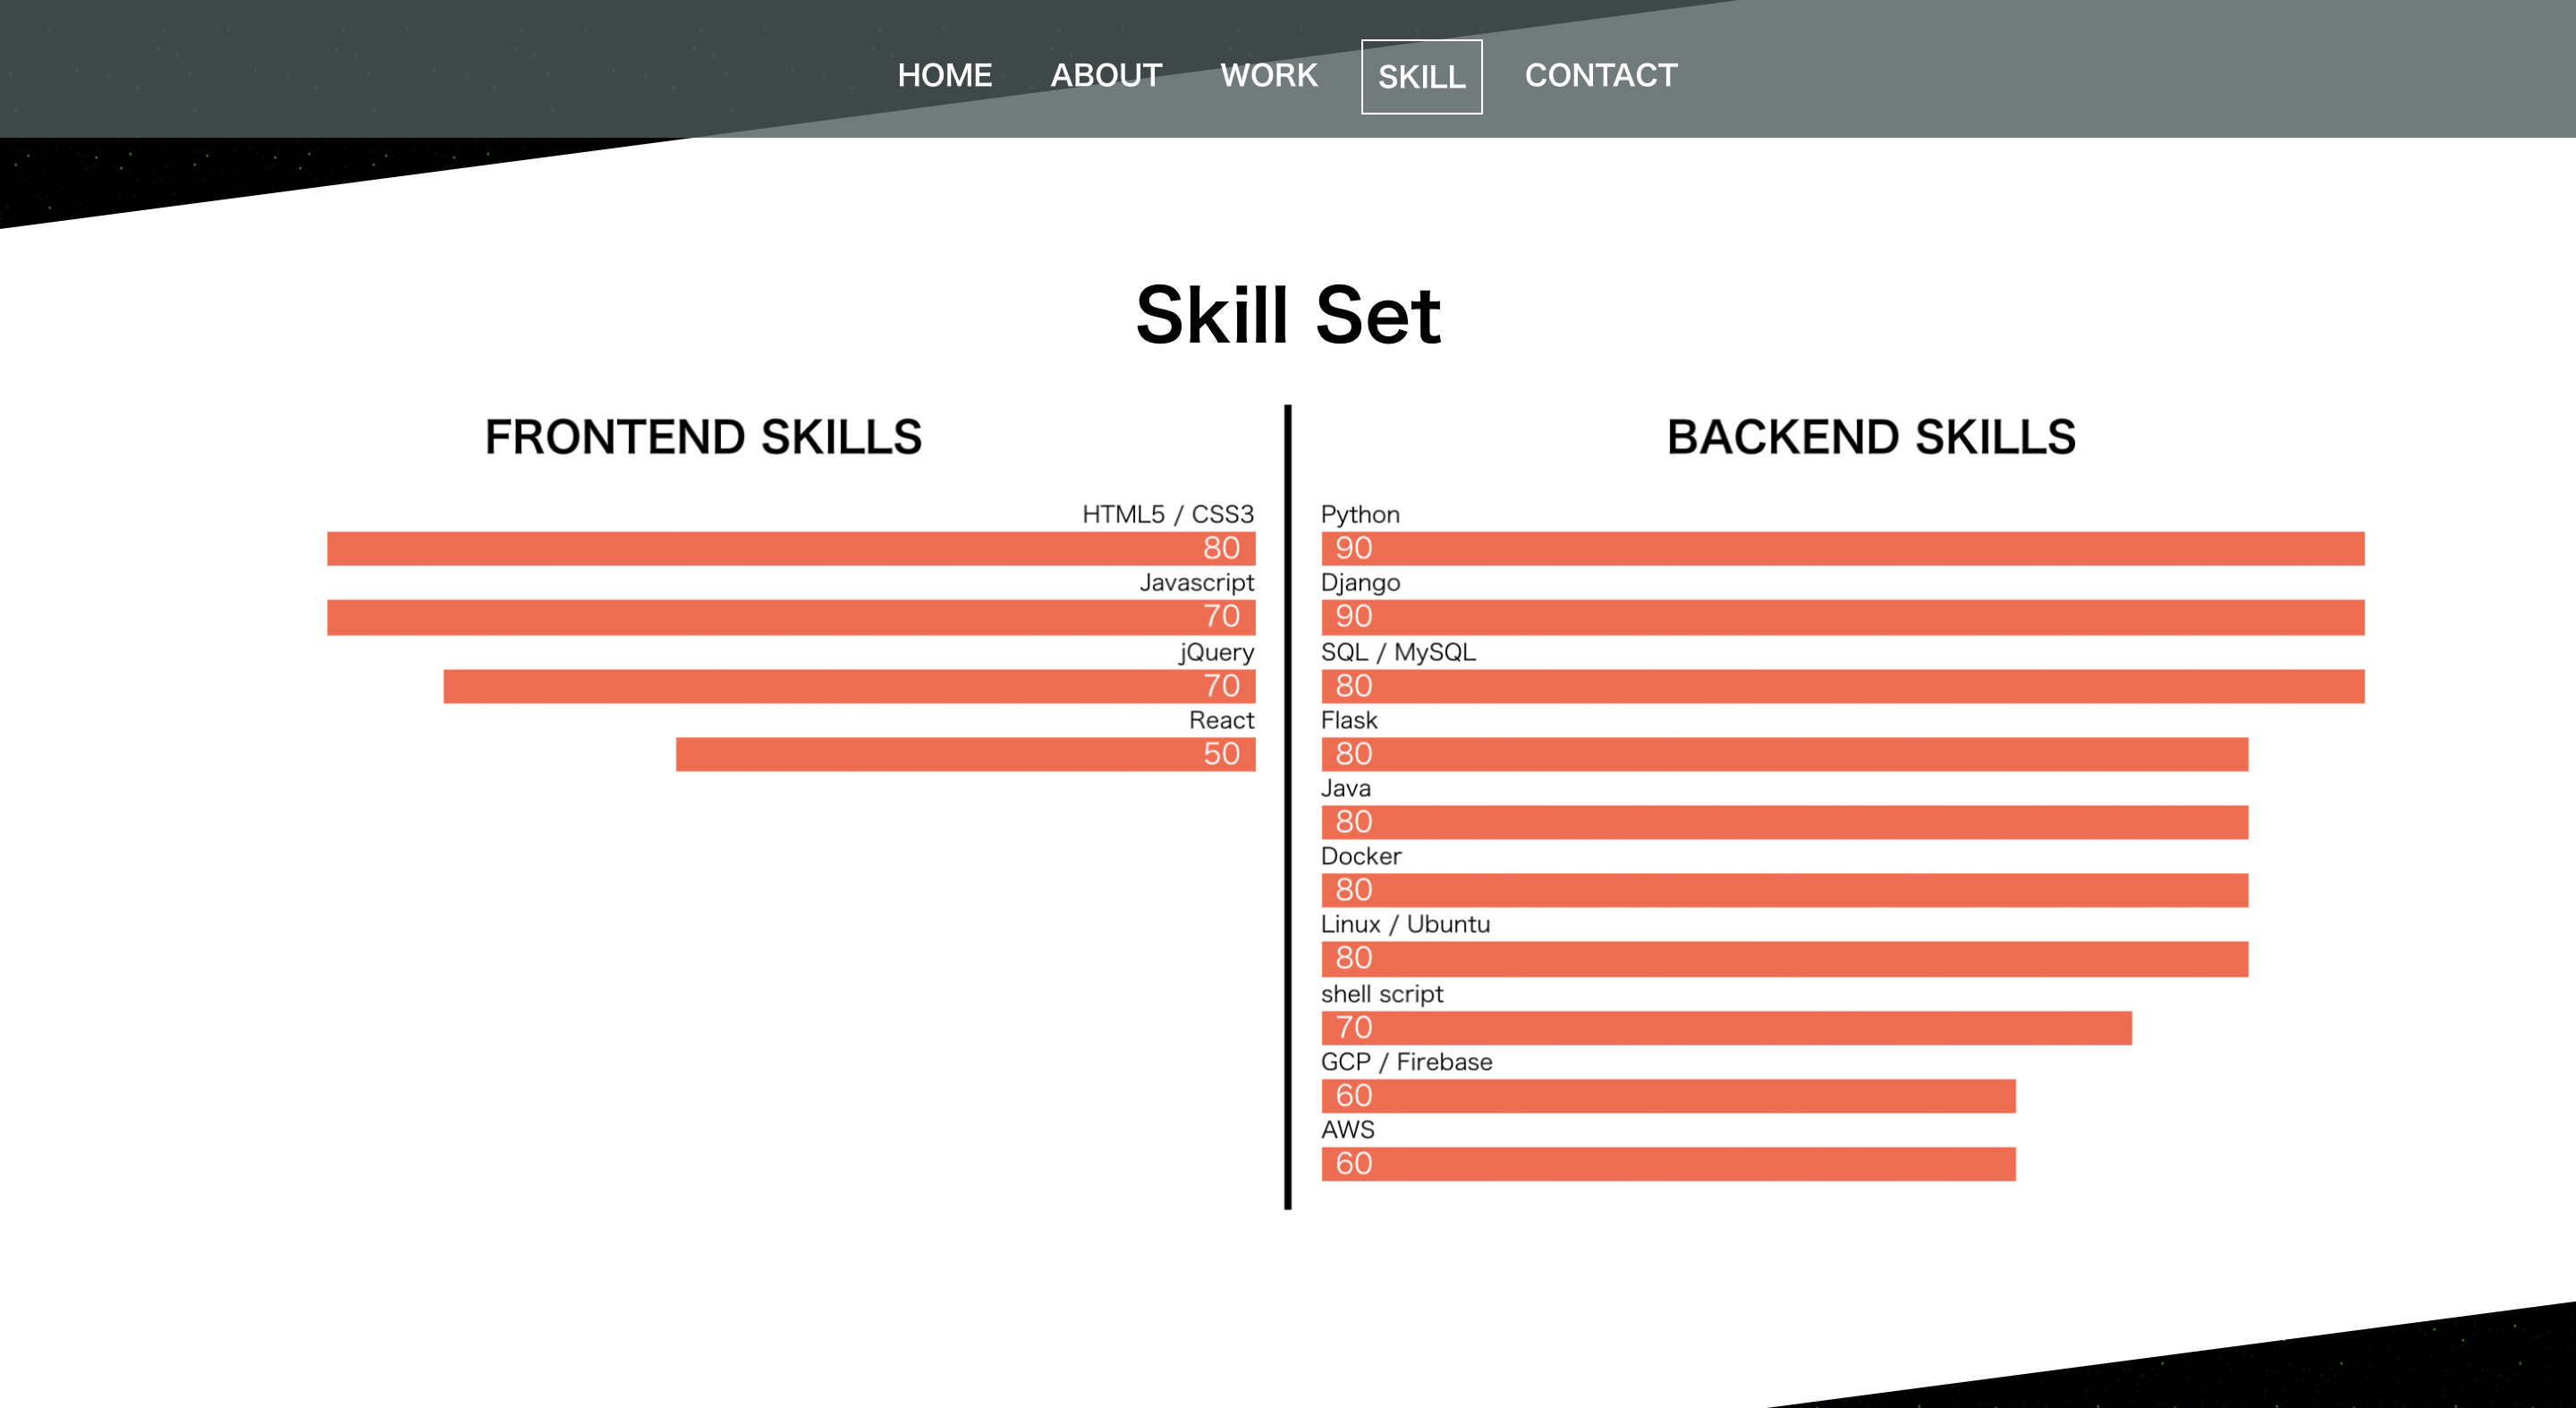 HOME ABOUT WORK SKILL CONTACT
Skill Set
FRONTEND SKILLS
HTML5 / CSS3
80
Javascript
70
jQuery
70
React
50
BACKEND SKILLS
Python
90
Django
90
SQL / MySQL
80
Flask
80
Java
80
Docker
80
Linux / Ubuntu
80
shell script
70
GCP / Firebase
60
AWS
60